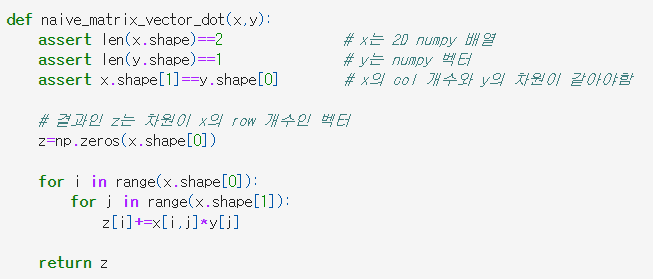 def naive_matrix_vector_dot(x,y):
    assert len(x.shape)==2 # x는 2D numpy 배열
    assert len(y.shape)==1 # y는 numpy 벡터
    assert x.shape[1]==y.shape[0] # x의 col 개수와 y의 차원이 같아야함
    # 결과인 z는 차원이 x의 row 개수인 벡터
    z=np.zeros(x.shape[0])
    for i in range(x.shape[0]):
        for j in range(x.shape[1]):
            z[i]+=x[i,j]*y[j]
    return z